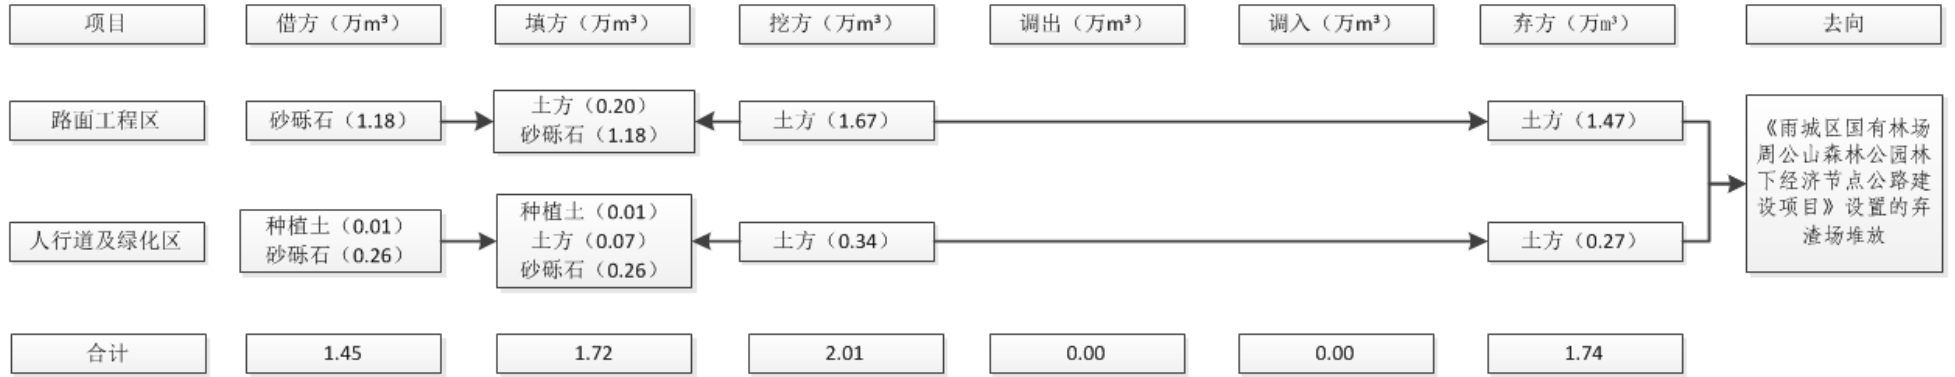 项目
借方（万m³）
填方（万m³）
挖方（万m³）
调出（万m³）
调入（万m³）
弃方（万m³）
去向
路面工程区
砂砾石（1.18）
土方（0.20）
砂砾石（1.18）
土方（1.67）
土方（1.47）
《雨城区国有林场
周公山森林公园林
下经济节点公路建
设项目》设置的弃
渣场堆放
人行道及绿化区
种植土（0.01）
砂砾石（0.26）
种植土（0.01）
土方（0.07）
砂砾石（0.26）
土方（0.34）
土方（0.27）
合计
1.45
1.72
2.01
0.00
0.00
1.74